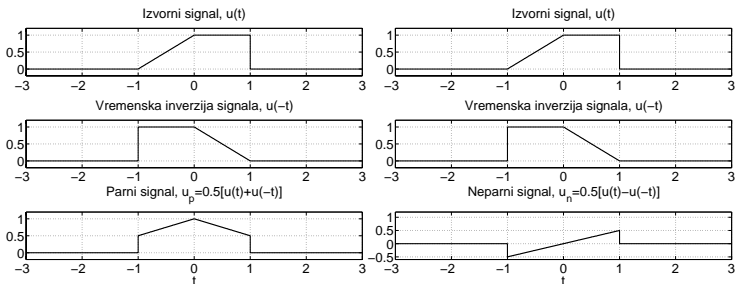 Izvorni signal, u(t)
1
0.5
0
−3 −2 −1 0 1 2 3
Vremenska inverzija signala, u(−t)
1
0.5
0
−3 −2 −1 0 1 2 3
Parni signal, u_p=0.5[u(t)+u(−t)]
1
0.5
0
−3 −2 −1 0 1 2 3
t
Izvorni signal, u(t)
1
0.5
0
−3 −2 −1 0 1 2 3
Vremenska inverzija signala, u(−t)
1
0.5
0
−3 −2 −1 0 1 2 3
Neparni signal, u_n=0.5[u(t)−u(−t)]
1
0.5
0
−0.5
−3 −2 −1 0 1 2 3
t